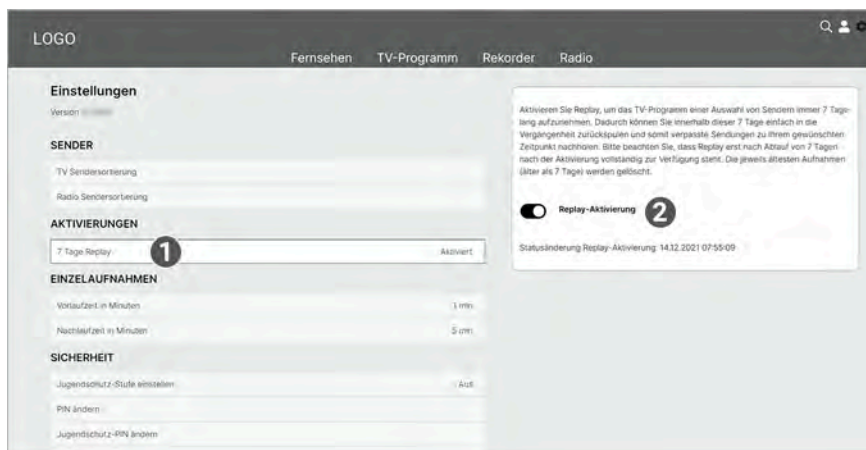 LOGO
Fernsehen TV-Programm Rekorder Radio
Einstellungen
Version
SENDER
TV Sendersortierung
Radio Sendersortierung
AKTIVIERUNGEN
7 Tage Replay 1 Aktiviert
EINZELAUFNAHMEN
Vorlaufzeit in Minuten 1 min
Nachlaufzeit in Minuten 5 min
SICHERHEIT
Jugendschutz-Stufe einstellen
PIN ändern
Jugendschutz-PIN ändern
Aktivieren Sie Replay, um das TV-Programm einer Auswahl von Sendern immer 7 Tage
lang aufzunehmen. Dadurch können Sie innerhalb dieser 7 Tage einfach in die
Vergangenheit zurückspulen und somit verpasste Sendungen zu Ihrem gewünschten
Zeitpunkt nachholen. Bitte beachten Sie, dass Replay erst nach Ablauf von 7 Tagen
nach der Aktivierung vollständig zur Verfügung steht. Die jeweils ältesten Aufnahmen
(älter als 7 Tage) werden gelöscht.
Replay-Aktivierung 2
Statusänderung Replay-Aktivierung: 14.12.2021 07:55:09